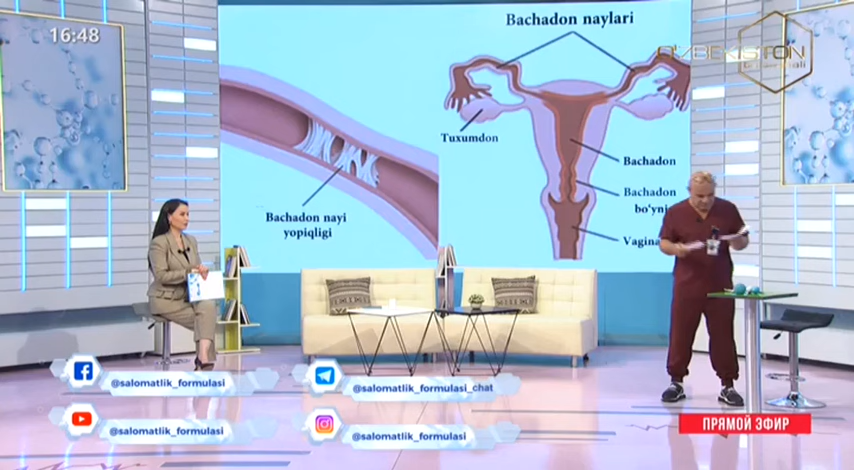 16:48
Bachadon naylari
O'ZBEKISTON
Tuxumdon
Bachadon
Bachadon nayi
yopiqligi
Bachadon
bo'yni
Vagina
@salomatlik_formulasi
@salomatlik_formulasi_chat
@salomatlik_formulasi
@salomatlik_formulasi
ПРЯМОЙ ЭФИР